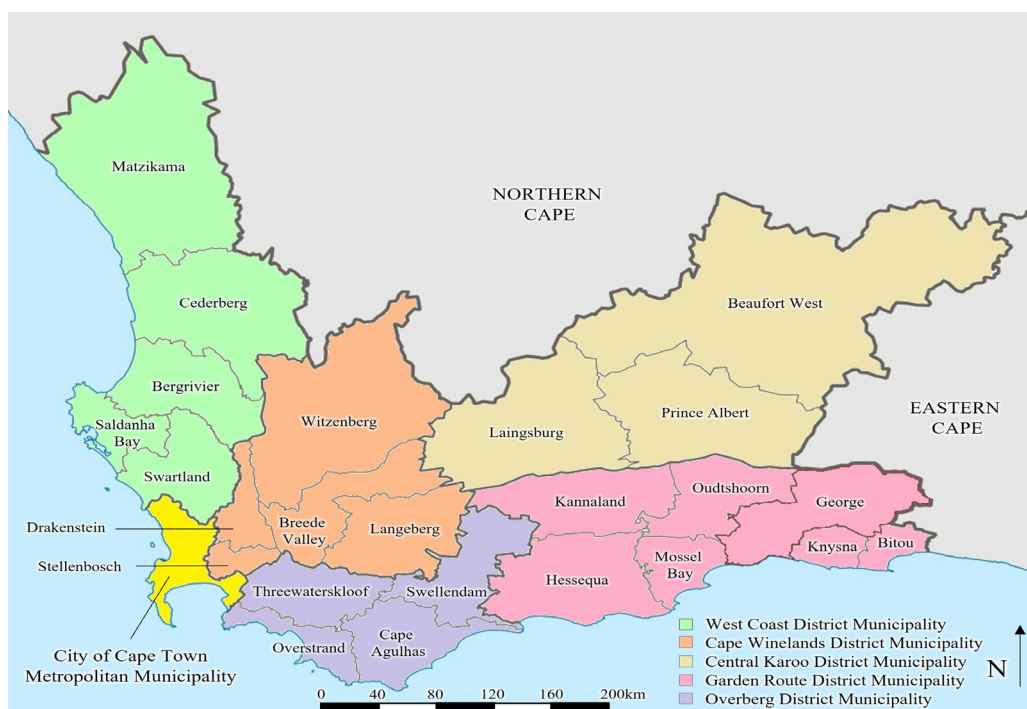 Matzikama
NORTHERN
CAPE
Cederberg
Beaufort West
Bergrivier
Witzenberg
Prince Albert
EASTERN
CAPE
Saldanha
Bay
Laingsburg
Swartland
Kannaland
Oudtshoorn
George
Drakenstein
Breede
Valley
Langeberg
Knysna
Bitou
Stellenbosch
Mossel
Bay
Hessequa
Threewaterskloof
Swellendam
Overstrand
Cape
Agulhas
City of Cape Town
Metropolitan Municipality
West Coast District Municipality
Cape Winelands District Municipality
Central Karoo District Municipality
Garden Route District Municipality
Overberg District Municipality
N
0 40 80 120 160 200km